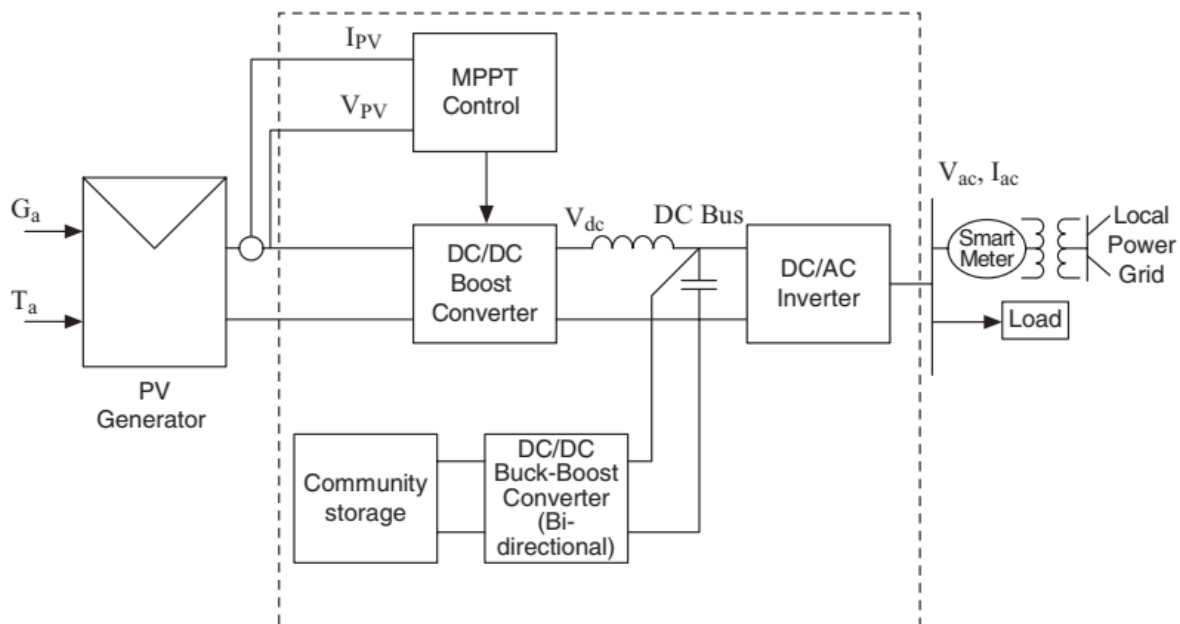 I_PV
MPPT
Control
V_PV
G_a
T_a
PV
Generator
DC/DC
Boost
Converter
V_dc
DC Bus
DC/AC
Inverter
V_ac, I_ac
Smart
Meter
Local
Power
Grid
Load
Community
storage
DC/DC
Buck-Boost
Converter
(Bi-
directional)